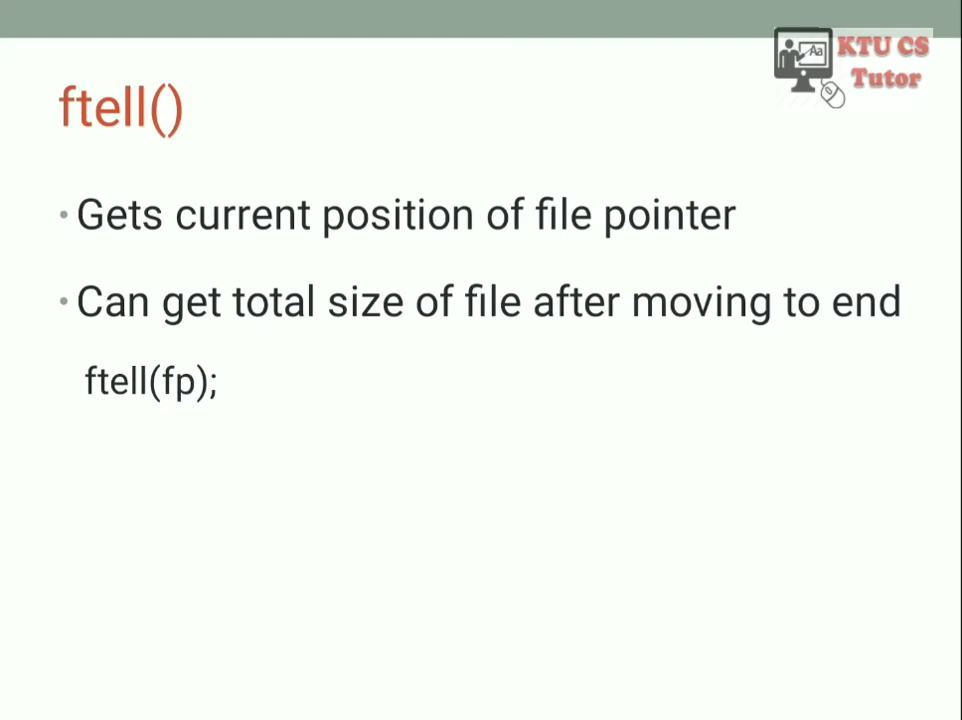 KTU CS
Tutor
Aa
ftell()
• Gets current position of file pointer
• Can get total size of file after moving to end
ftell(fp);